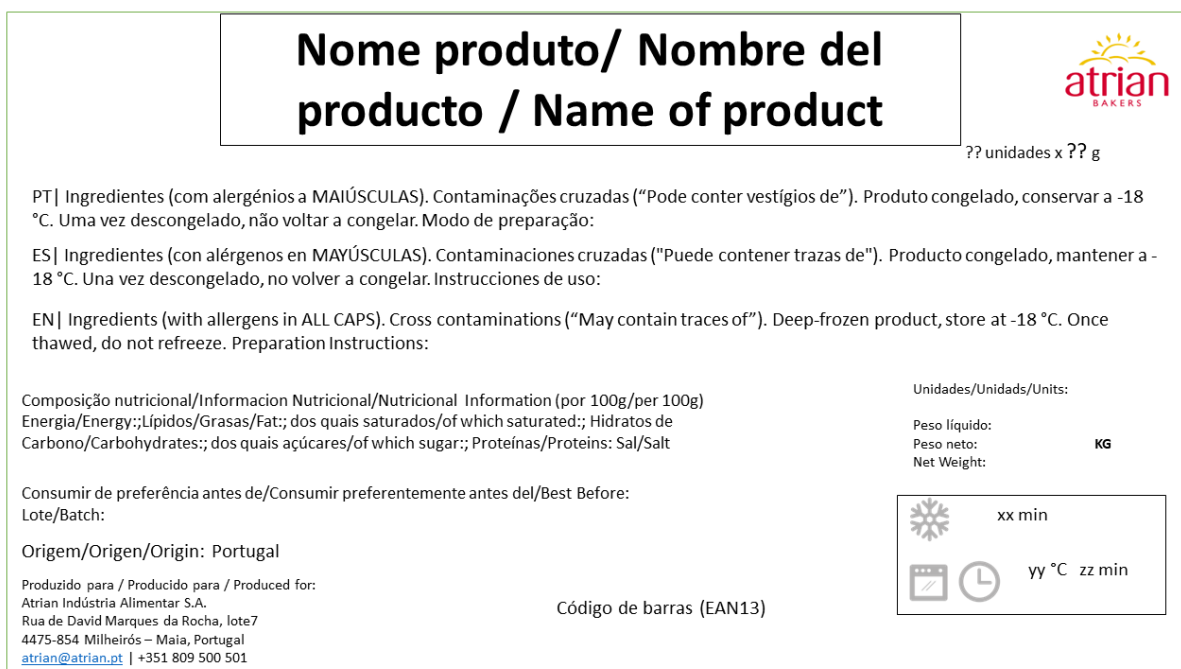 Nome produto/ Nombre del
producto / Name of product
atrian
BAKERS
?? unidades x ?? g
PT| Ingredientes (com alergénios a MAIÚSCULAS). Contaminações cruzadas (“Pode conter vestígios de”). Produto congelado, conservar a -18
°C. Uma vez descongelado, não voltar a congelar. Modo de preparação:
ES| Ingredientes (con alérgenos en MAYÚSCULAS). Contaminaciones cruzadas ("Puede contener trazas de"). Producto congelado, mantener a -
18 °C. Una vez descongelado, no volver a congelar. Instrucciones de uso:
EN| Ingredients (with allergens in ALL CAPS). Cross contaminations (“May contain traces of”). Deep-frozen product, store at -18 °C. Once
thawed, do not refreeze. Preparation Instructions:
Composição nutricional/Informacion Nutricional/Nutricional Information (por 100g/per 100g)
Energia/Energy:;Lípidos/Grasas/Fat:; dos quais saturados/of which saturated:; Hidratos de
Carbono/Carbohydrates:; dos quais açúcares/of which sugar:; Proteínas/Proteins: Sal/Salt
Unidades/Unidads/Units:
Peso líquido:
Peso neto: KG
Net Weight:
Consumir de preferência antes de/Consumir preferentemente antes del/Best Before:
Lote/Batch:
xx min
yy °C zz min
Origem/Origen/Origin: Portugal
Produzido para / Producido para / Produced for:
Atrian Indústria Alimentar S.A.
Rua de David Marques da Rocha, lote7
4475-854 Milheirós – Maia, Portugal
atrian@atrian.pt | +351 809 500 501
Código de barras (EAN13)